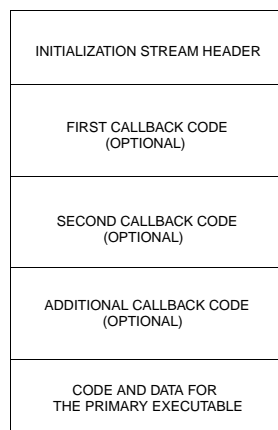 INITIALIZATION STREAM HEADER
FIRST CALLBACK CODE
(OPTIONAL)
SECOND CALLBACK CODE
(OPTIONAL)
ADDITIONAL CALLBACK CODE
(OPTIONAL)
CODE AND DATA FOR
THE PRIMARY EXECUTABLE